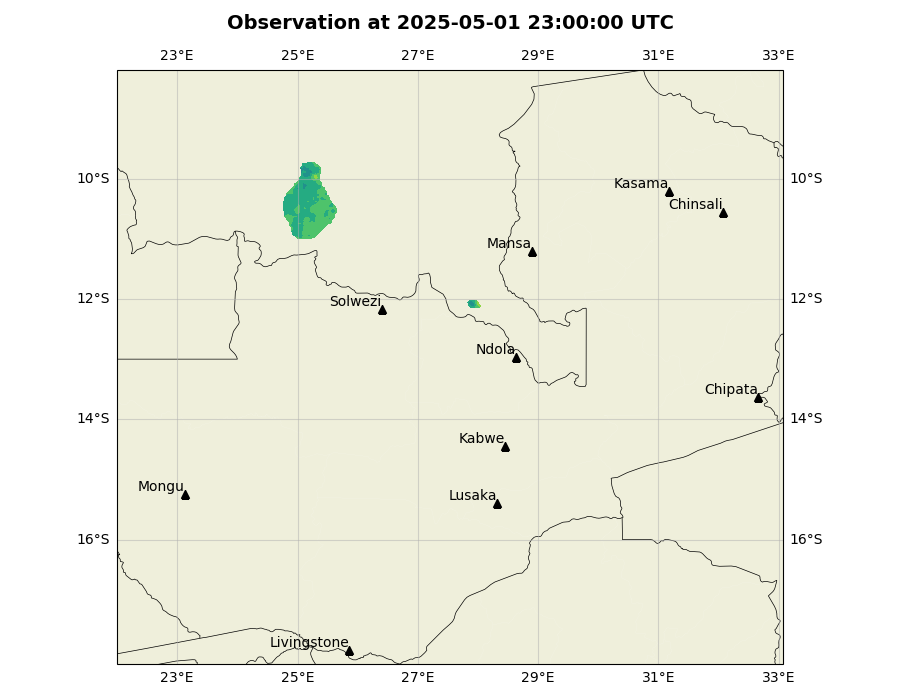 Observation at 2025-05-01 23:00:00 UTC
23°E 25°E 27°E 29°E 31°E 33°E
10°S 10°S
Kasama
Chinsali
Mansa
12°S 12°S
Solwezi
Ndola
Chipata
14°S 14°S
Kabwe
Mongu
Lusaka
16°S 16°S
Livingstone
23°E 25°E 27°E 29°E 31°E 33°E